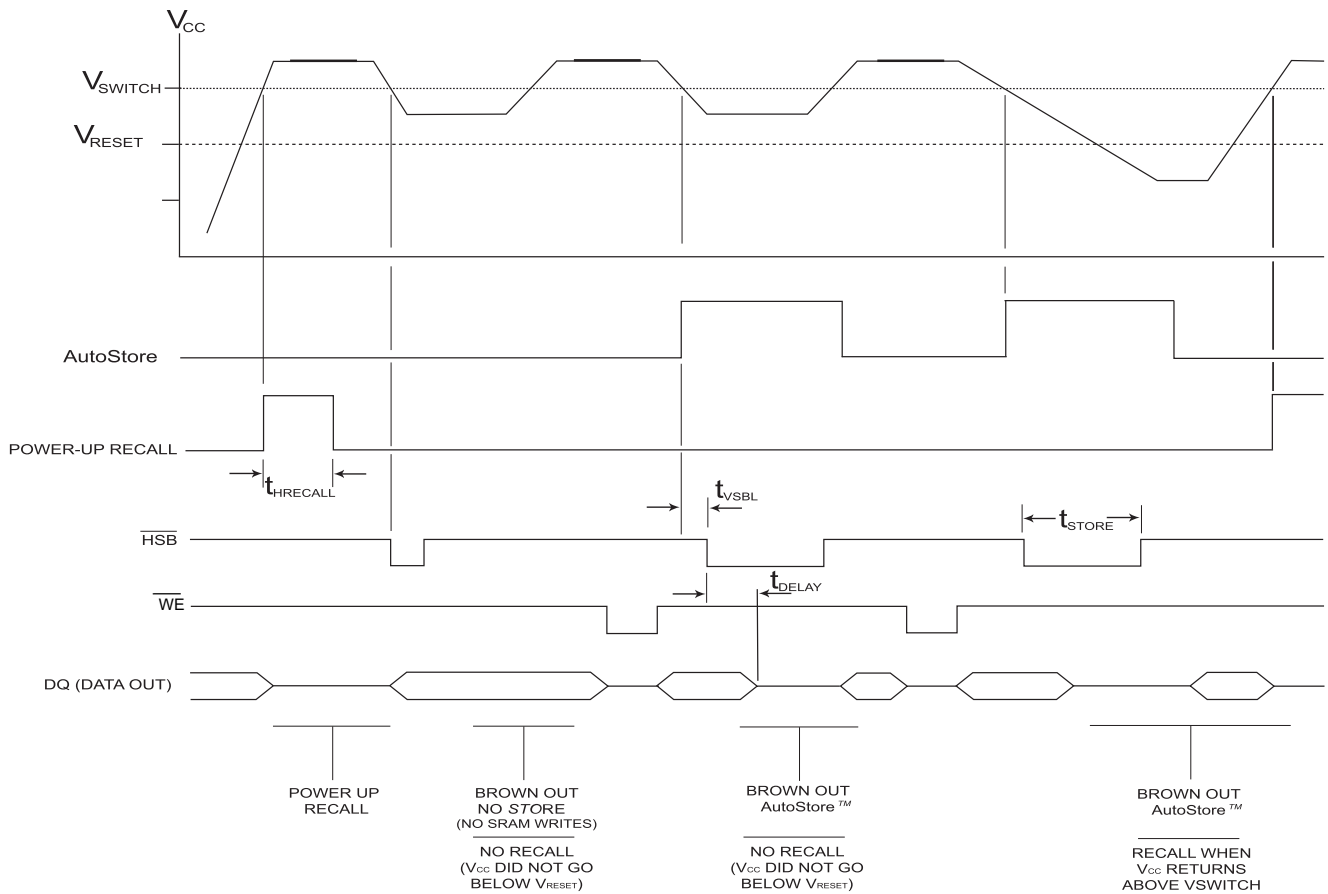 VCC
VSWITCH
VRESET
AutoStore
POWER-UP RECALL
tHRECALL
tVSBL
HSB
tSTORE
tDELAY
WE
DQ (DATA OUT)
POWER UP
RECALL
BROWN OUT
NO STORE
(NO SRAM WRITES)
NO RECALL
(VCC DID NOT GO
BELOW VRESET)
BROWN OUT
AutoStore™
NO RECALL
(VCC DID NOT GO
BELOW VRESET)
BROWN OUT
AutoStore™
RECALL WHEN
VCC RETURNS
ABOVE VSWITCH